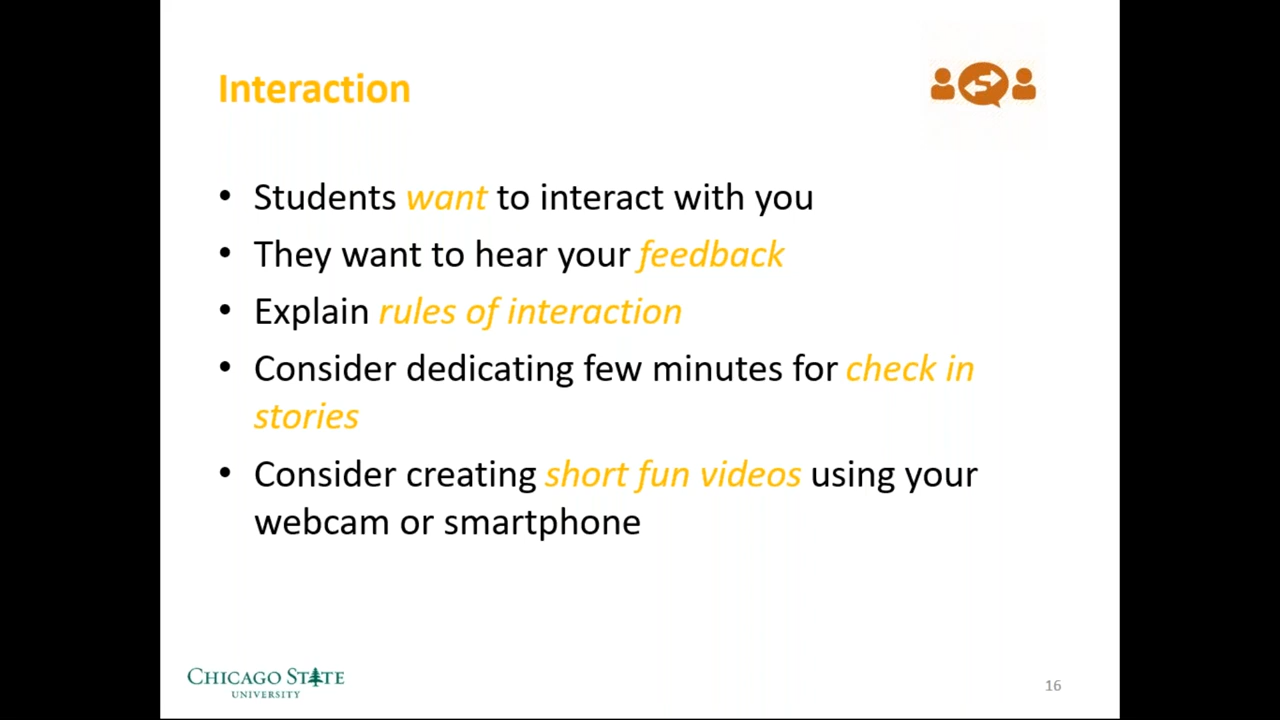 Interaction
• Students want to interact with you
• They want to hear your feedback
• Explain rules of interaction
• Consider dedicating few minutes for check in
stories
• Consider creating short fun videos using your
webcam or smartphone
CHICAGO STATE
UNIVERSITY
16